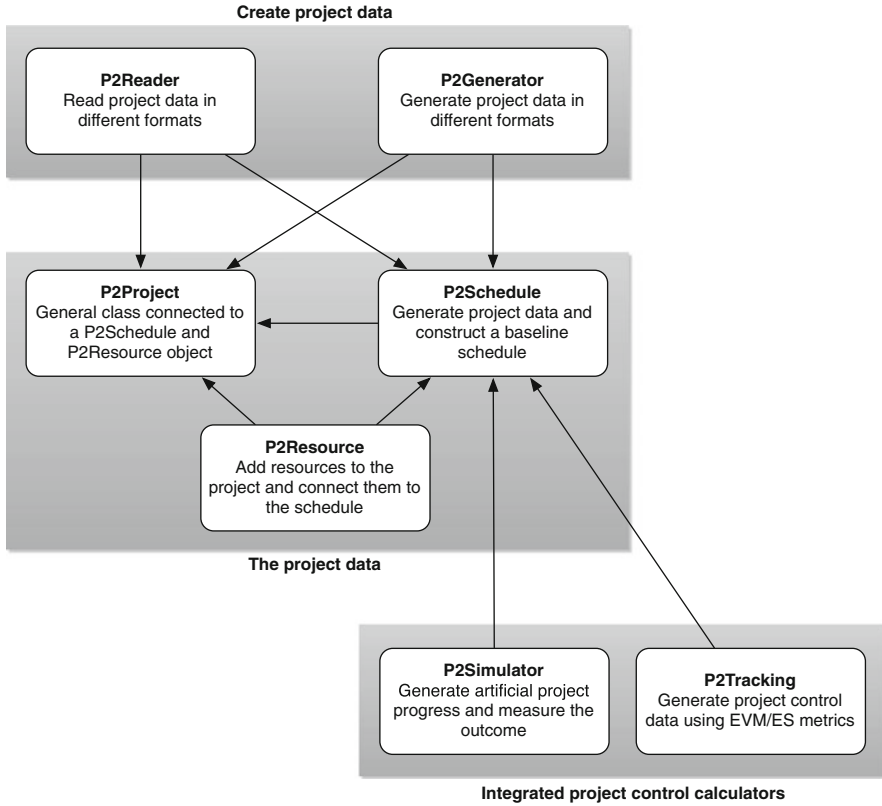 Create project data
P2Reader
Read project data in
different formats
P2Generator
Generate project data in
different formats
P2Project
General class connected to
a P2Schedule and
P2Resource object
P2Schedule
Generate project data and
construct a baseline
schedule
P2Resource
Add resources to the
project and connect them to
the schedule
The project data
P2Simulator
Generate artificial project
progress and measure the
outcome
P2Tracking
Generate project control
data using EVM/ES metrics
Integrated project control calculators